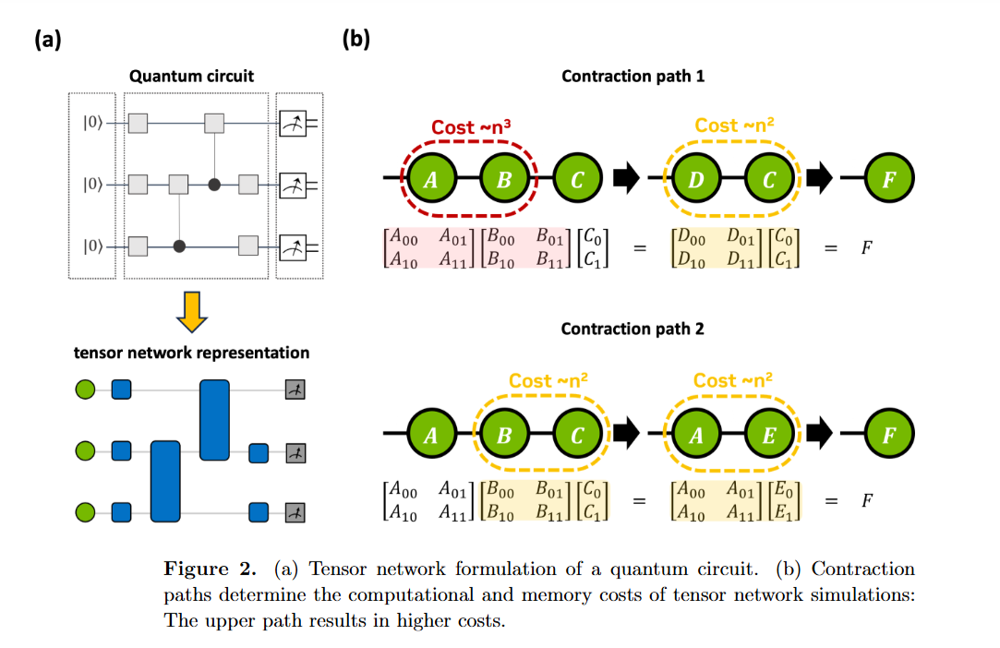 (a)
Quantum circuit
|0⟩
|0⟩
|0⟩
tensor network representation
(b)
Contraction path 1
Cost ~n³ Cost ~n²
A B C D C F
[A₀₀ A₀₁] [B₀₀ B₀₁] [C₀] = [D₀₀ D₀₁] [C₀] = F
[A₁₀ A₁₁] [B₁₀ B₁₁] [C₁] [D₁₀ D₁₁] [C₁]
Contraction path 2
Cost ~n² Cost ~n²
A B C A E F
[A₀₀ A₀₁] [B₀₀ B₀₁] [C₀] = [A₀₀ A₀₁] [E₀] = F
[A₁₀ A₁₁] [B₁₀ B₁₁] [C₁] [A₁₀ A₁₁] [E₁]
Figure 2. (a) Tensor network formulation of a quantum circuit. (b) Contraction
paths determine the computational and memory costs of tensor network simulations:
The upper path results in higher costs.